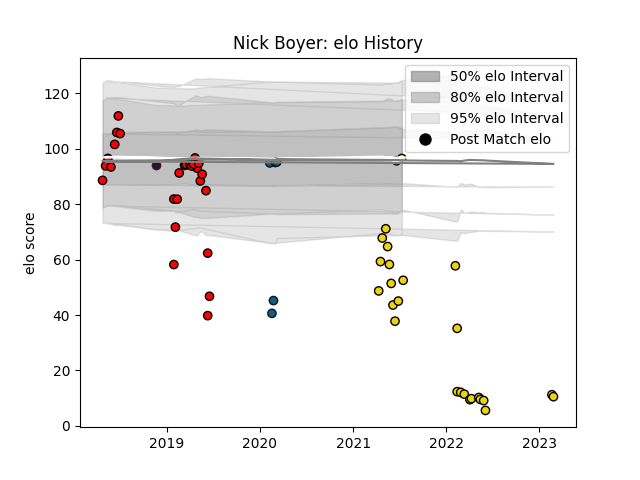 Nick Boyer: elo History
50% elo Interval
80% elo Interval
95% elo Interval
Post Match elo
elo score
120
100
80
60
40
20
0
2019 2020 2021 2022 2023